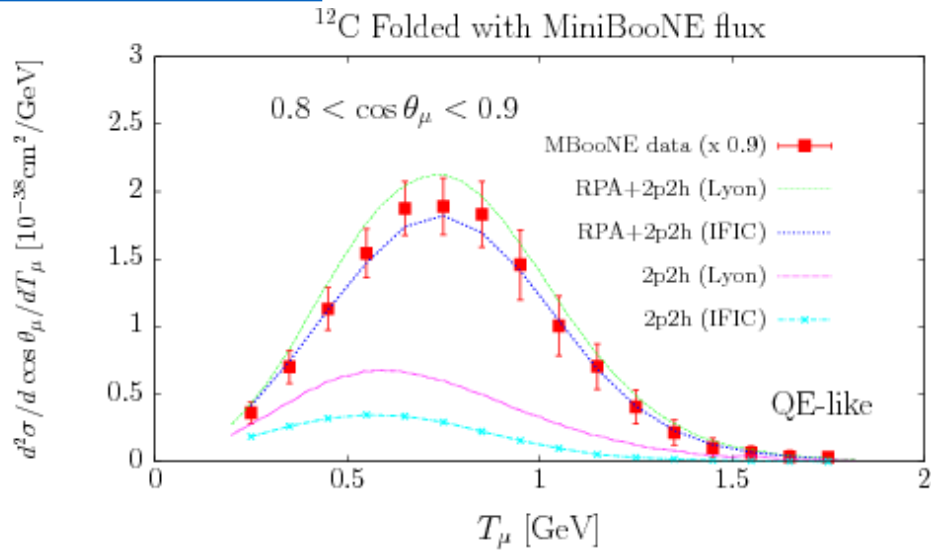 ¹²C Folded with MiniBooNE flux
d²σ/d cos θ_μ/dT_μ [10⁻³⁸cm²/GeV]
3
2.5
2
1.5
1
0.5
0
0.8 < cos θ_μ < 0.9
MBooNE data (x 0.9)
RPA+2p2h (Lyon)
RPA+2p2h (IFIC)
2p2h (Lyon)
2p2h (IFIC)
QE-like
0 0.5 1 1.5 2
T_μ [GeV]